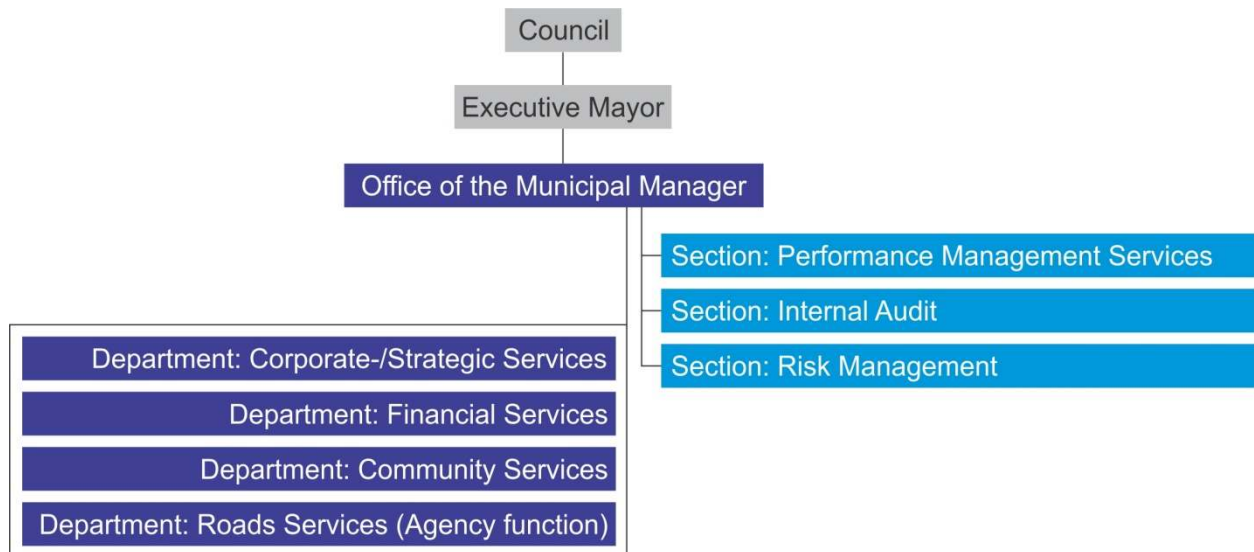 Council
Executive Mayor
Office of the Municipal Manager
Section: Performance Management Services
Section: Internal Audit
Section: Risk Management
Department: Corporate-/Strategic Services
Department: Financial Services
Department: Community Services
Department: Roads Services (Agency function)